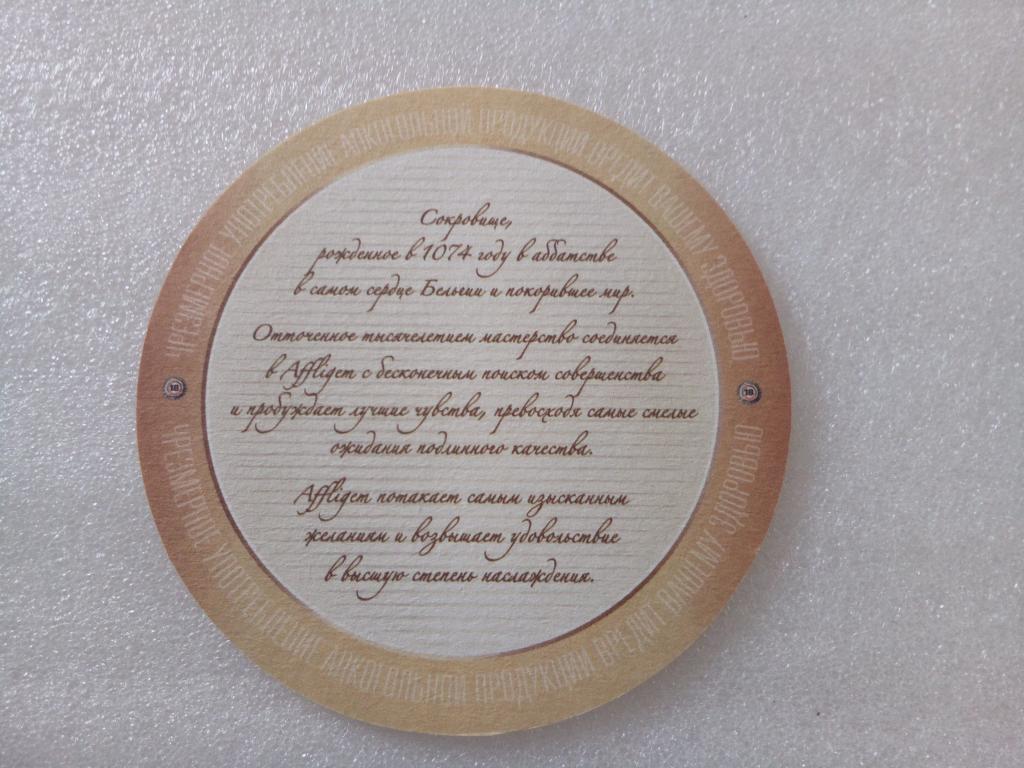 Сокровище,
рожденное в 1074 году в аббатстве
в самом сердце Бельгии и покорившее мир.
Отточенное тысячелетием мастерство соединяется
в Affligem с бесконечным поиском совершенства
и пробуждает лучшие чувства, превосходя самые смелые
ожидания подлинного качества.
Affligem потакает самым изысканным
желаниям и возвышает удовольствие
в высшую степень наслаждения.
ЧРЕЗМЕРНОЕ УПОТРЕБЛЕНИЕ АЛКОГОЛЬНОЙ ПРОДУКЦИИ ВРЕДИТ ВАШЕМУ ЗДОРОВЬЮ
18
18
ЧРЕЗМЕРНОЕ УПОТРЕБЛЕНИЕ АЛКОГОЛЬНОЙ ПРОДУКЦИИ ВРЕДИТ ВАШЕМУ ЗДОРОВЬЮ